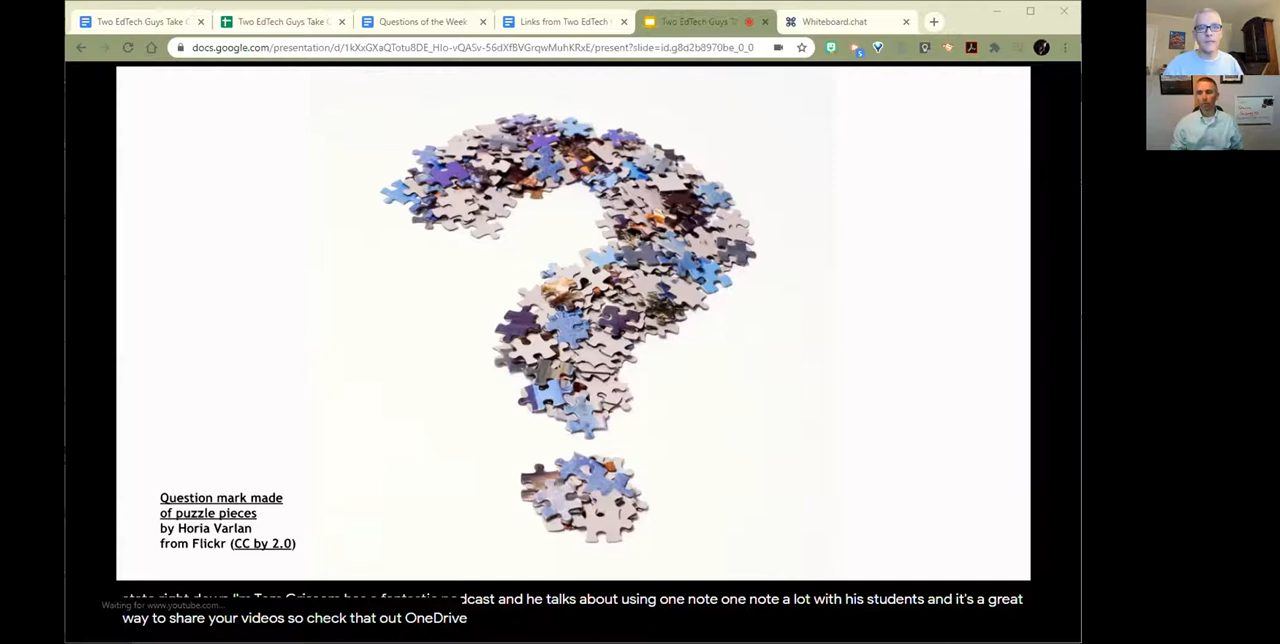 Two EdTech Guys Take Q
Two EdTech Guys Take Q
Questions of the Week
Links from Two EdTech
Two EdTech Guys T
Whiteboard.chat
docs.google.com/presentation/d/1kXxGXaQTotu8DE_HIo-vQASv-56dXfBVGrqwMuhKRxE/present?slide=id.g8d2b8970be_0_0
Question mark made
of puzzle pieces
by Horia Varlan
from Flickr (CC by 2.0)
podcast and he talks about using one note one note a lot with his students and it's a great
Waiting for www.youtube.com...
way to share your videos so check that out OneDrive